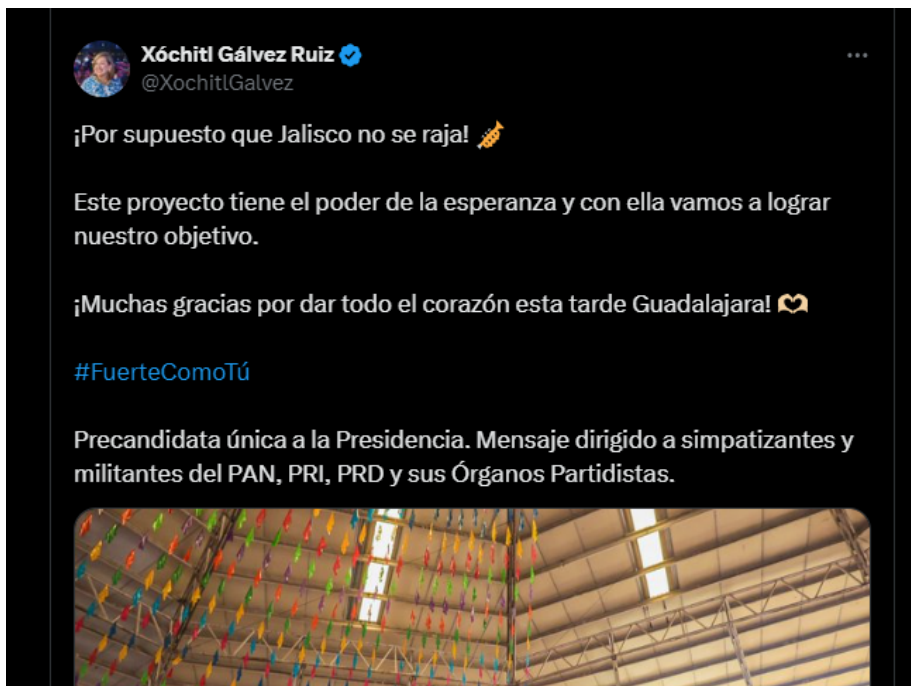 Xóchitl Gálvez Ruiz
@XochitlGalvez
¡Por supuesto que Jalisco no se raja! 🎺
Este proyecto tiene el poder de la esperanza y con ella vamos a lograr
nuestro objetivo.
¡Muchas gracias por dar todo el corazón esta tarde Guadalajara! 🫶🏼
#FuerteComoTú
Precandidata única a la Presidencia. Mensaje dirigido a simpatizantes y
militantes del PAN, PRI, PRD y sus Órganos Partidistas.